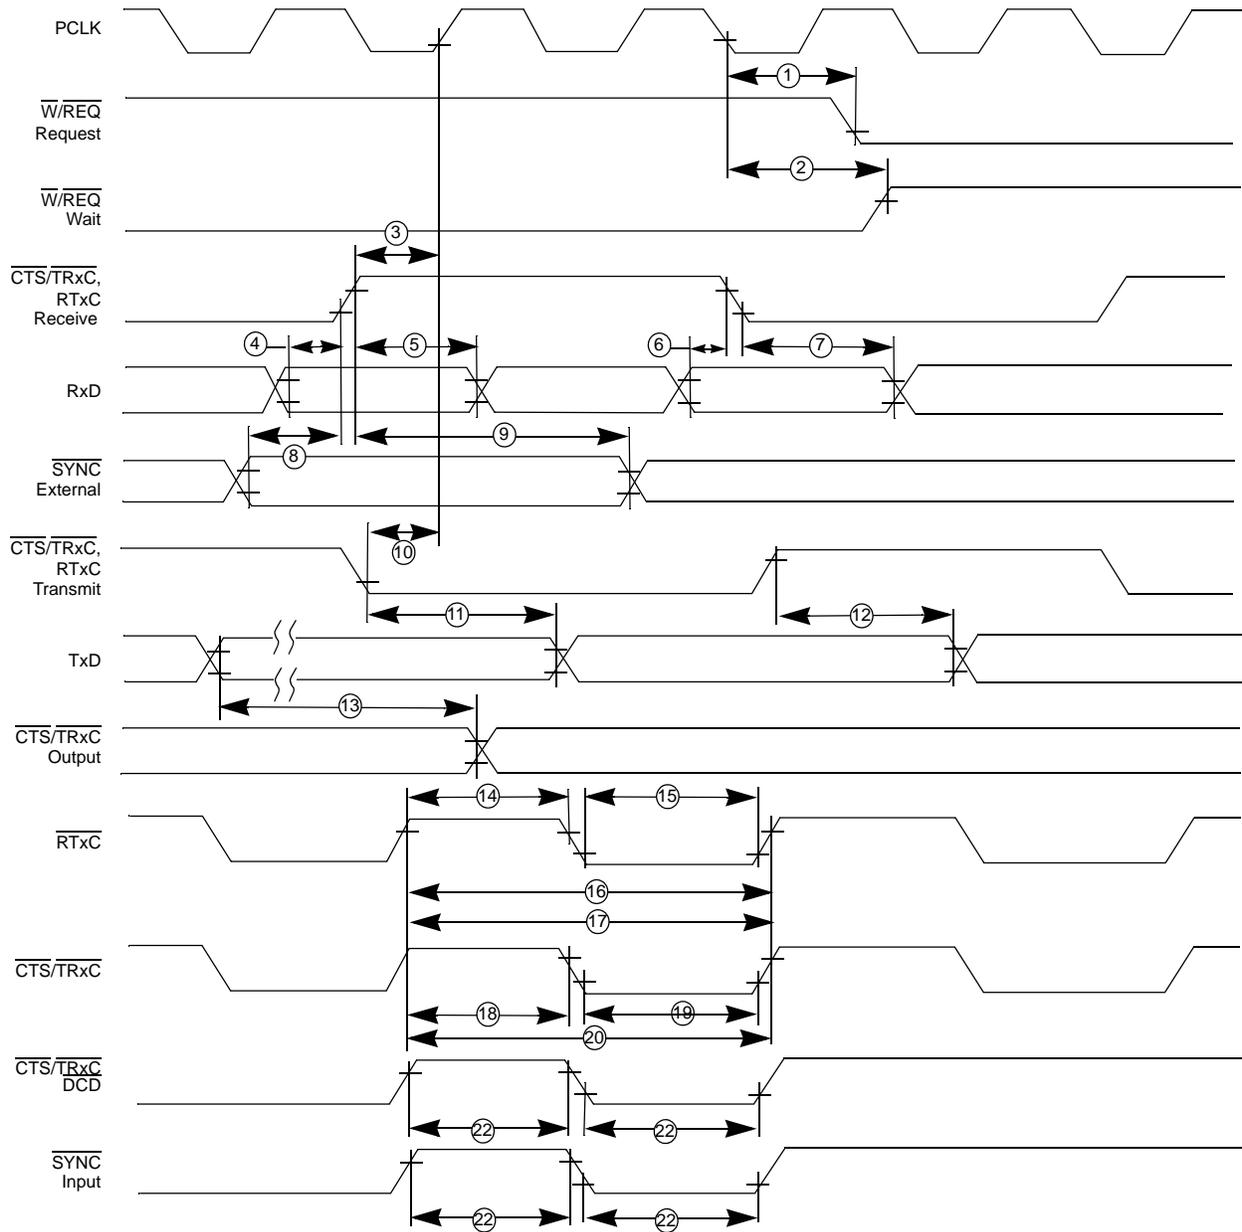 PCLK
1
W/REQ
Request
2
W/REQ
Wait
3
CTS/TRxC,
RTxC
Receive
4
5
6
7
RxD
8
9
SYNC
External
10
CTS/TRxC,
RTxC
Transmit
11
12
TxD
13
CTS/TRxC
Output
14
15
RTxC
16
17
CTS/TRxC
18
19
20
CTS/TRxC
DCD
22
22
SYNC
Input
22
22